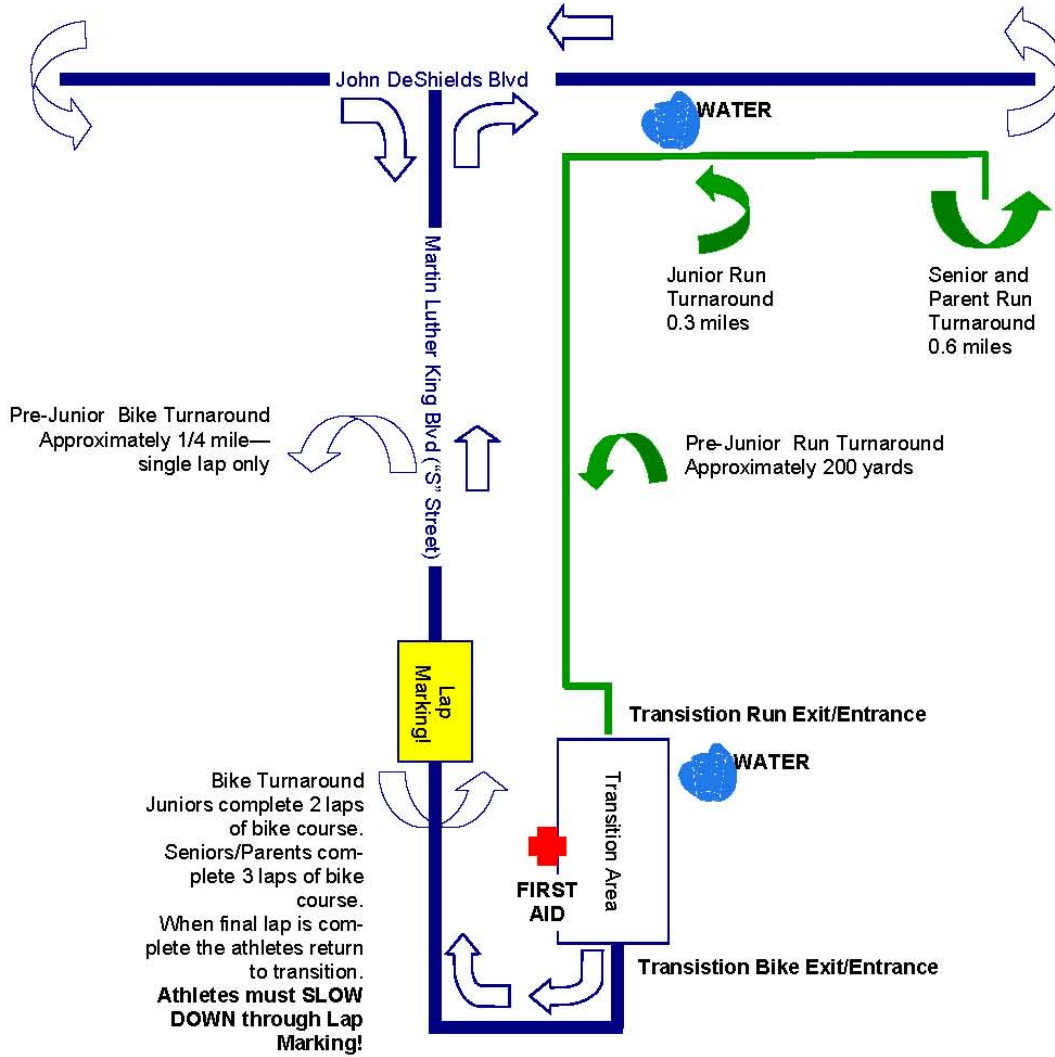 John DeShields Blvd
WATER
Junior Run
Turnaround
0.3 miles
Senior and
Parent Run
Turnaround
0.6 miles
Martin Luther King Blvd ("S" Street)
Pre-Junior Bike Turnaround
Approximately 1/4 mile—
single lap only
Pre-Junior Run Turnaround
Approximately 200 yards
Lap
Marking!
Transistion Run Exit/Entrance
WATER
Transition Area
FIRST
AID
Bike Turnaround
Juniors complete 2 laps
of bike course.
Seniors/Parents com-
plete 3 laps of bike
course.
When final lap is com-
plete the athletes return
to transition.
Athletes must SLOW
DOWN through Lap
Marking!
Transistion Bike Exit/Entrance